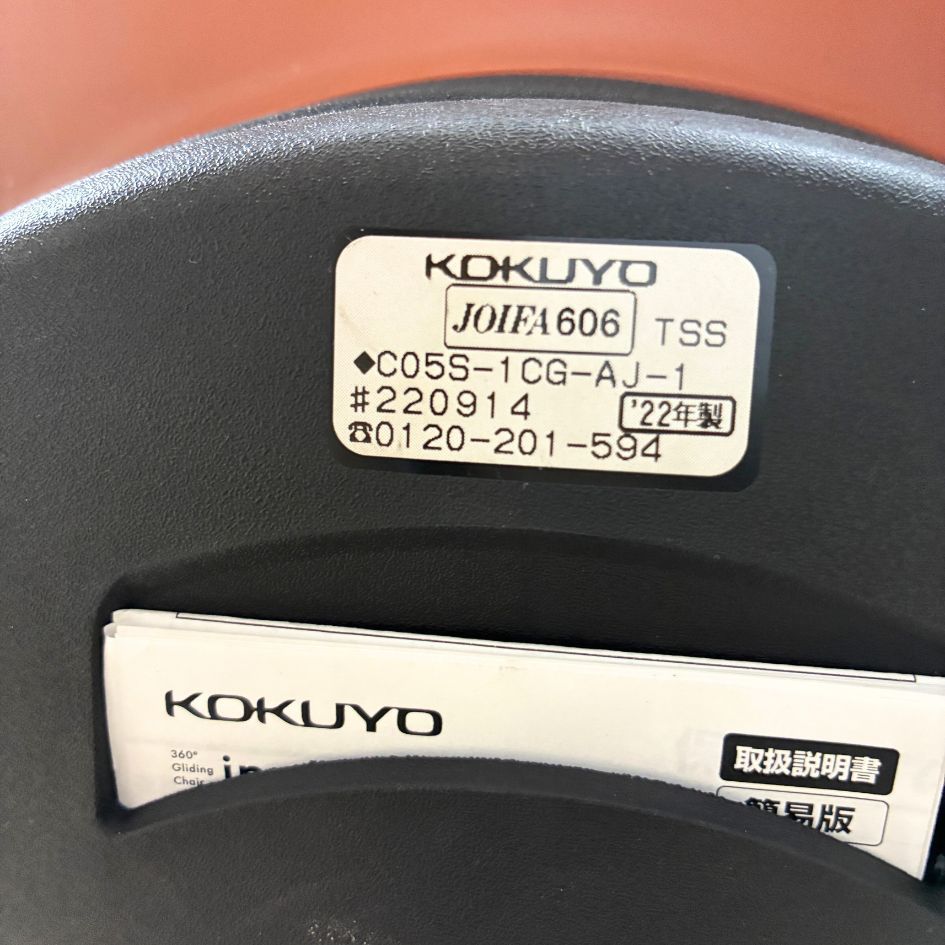 KOKUYO
JOIFA606 TSS
◆C05S-1CG-AJ-1
#220914 '22年製
☎0120-201-594
KOKUYO
360°
Gliding
Chair
取扱説明書
簡易版